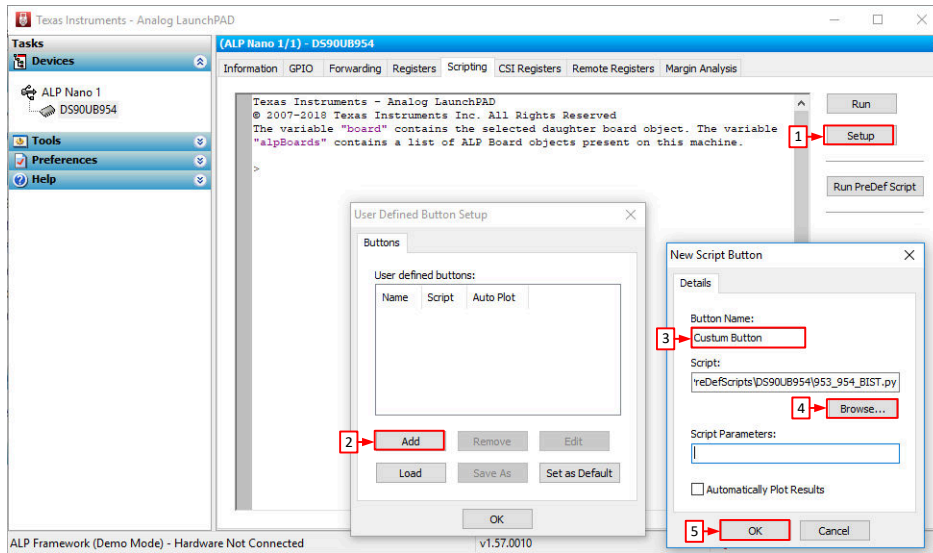 Texas Instruments - Analog LaunchPAD
Tasks
Devices
ALP Nano 1
DS90UB954
Tools
Preferences
Help
(ALP Nano 1/1) - DS90UB954
Information GPIO Forwarding Registers Scripting CSI Registers Remote Registers Margin Analysis
Texas Instruments - Analog LaunchPAD
© 2007-2018 Texas Instruments Inc. All Rights Reserved
The variable "board" contains the selected daughter board object. The variable
"alpBoards" contains a list of ALP Board objects present on this machine.
>
Run
1 Setup
Run PreDef Script
User Defined Button Setup
Buttons
User defined buttons:
Name Script Auto Plot
2 Add Remove Edit
Load Save As Set as Default
OK
New Script Button
Details
Button Name:
3 Custum Button
Script:
'reDefScripts\DS90UB954\953_954_BIST.py
4 Browse...
Script Parameters:
Automatically Plot Results
5 OK Cancel
ALP Framework (Demo Mode) - Hardware Not Connected v1.57.0010